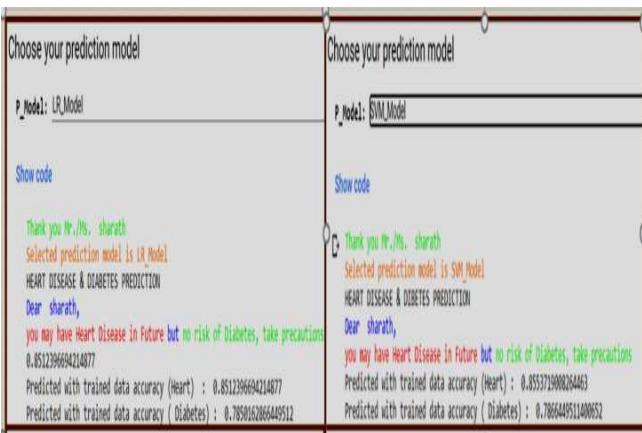 Choose your prediction model
P_Model: LR_Model
Show code
Thank you Mr./Ms. sharath
Selected prediction model is LR_Model
HEART DISEASE & DIABETES PREDICTION
Dear sharath,
you may have Heart Disease in Future but no risk of Diabetes, take precautions
0.8512396694214877
Predicted with trained data accuracy (Heart) : 0.8512396694214877
Predicted with trained data accuracy ( Diabetes) : 0.7850162866449512
Choose your prediction model
P_Model: SVM_Model
Show code
Thank you Mr./Ms. sharath
Selected prediction model is SVM_Model
HEART DISEASE & DIBETES PREDICTION
Dear sharath,
you may have Heart Disease in Future but no risk of Diabetes, take precautions
Predicted with trained data accuracy (Heart) : 0.8553719008264463
Predicted with trained data accuracy ( Diabetes) : 0.7866449511400652